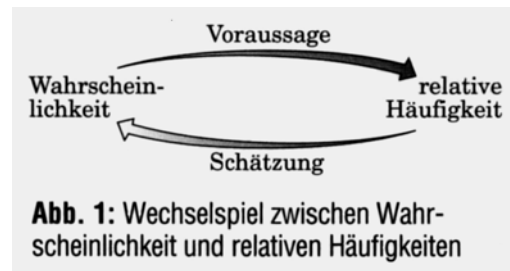 Voraussage
Wahrschein-
lichkeit
relative
Häufigkeit
Schätzung
Abb. 1: Wechselspiel zwischen Wahr-
scheinlichkeit und relativen Häufigkeiten